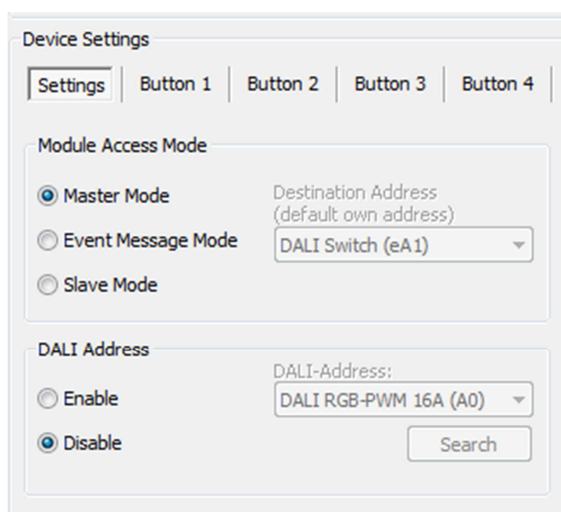 Device Settings
Settings Button 1 Button 2 Button 3 Button 4
Module Access Mode
Master Mode
Destination Address
(default own address)
Event Message Mode
DALI Switch (eA1)
Slave Mode
DALI Address
DALI-Address:
Enable
DALI RGB-PWM 16A (A0)
Disable
Search